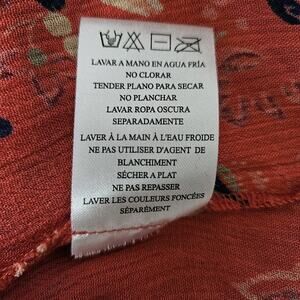 LAVAR A MANO EN AGUA FRÍA
NO CLORAR
TENDER PLANO PARA SECAR
NO PLANCHAR
LAVAR ROPA OSCURA
SEPARADAMENTE
LAVER À LA MAIN À L'EAU FROIDE
NE PAS UTILISER D'AGENT DE
BLANCHIMENT
SÉCHER A PLAT
NE PAS REPASSER
LAVER LES COULEURS FONCÉES
SÉPARÉMENT